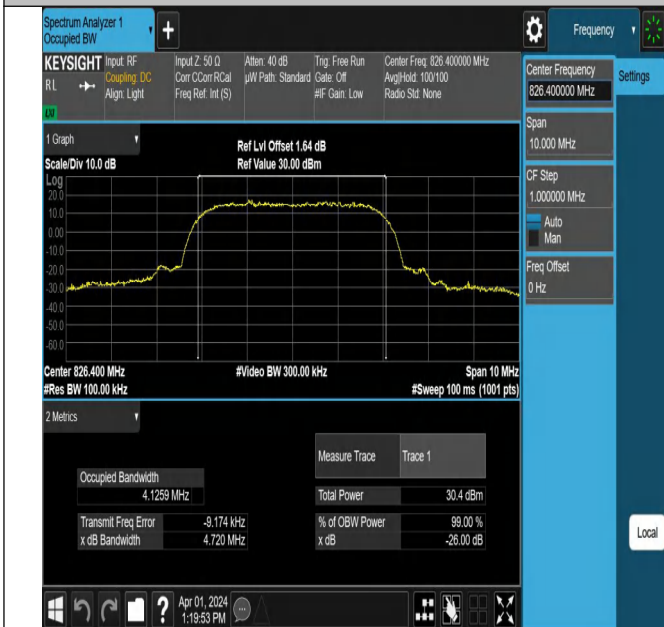 Spectrum Analyzer 1
Occupied BW
Frequency
KEYSIGHT
RL
Input: RF
Coupling: DC
Align: Light
Input Z: 50 Ω
Corr CCorr RCal
Freq Ref: Int (S)
Atten: 40 dB
µW Path: Standard
Trig: Free Run
Gate: Off
#IF Gain: Low
Center Freq: 826.400000 MHz
Avg|Hold: 100/100
Radio Std: None
Center Frequency
826.400000 MHz
Settings
Span
10.000 MHz
CF Step
1.000000 MHz
Auto
Man
Freq Offset
0 Hz
Local
1 Graph
Scale/Div 10.0 dB
Ref Lvl Offset 1.64 dB
Ref Value 30.00 dBm
Log
20.0
10.0
0.00
-10.0
-20.0
-30.0
-40.0
-50.0
-60.0
Center 826.400 MHz
#Video BW 300.00 kHz
Span 10 MHz
#Res BW 100.00 kHz
#Sweep 100 ms (1001 pts)
2 Metrics
Measure Trace
Trace 1
Occupied Bandwidth
4.1259 MHz
Total Power
30.4 dBm
Transmit Freq Error
-9.174 kHz
% of OBW Power
99.00 %
x dB Bandwidth
4.720 MHz
x dB
-26.00 dB
?
Apr 01, 2024
1:19:53 PM